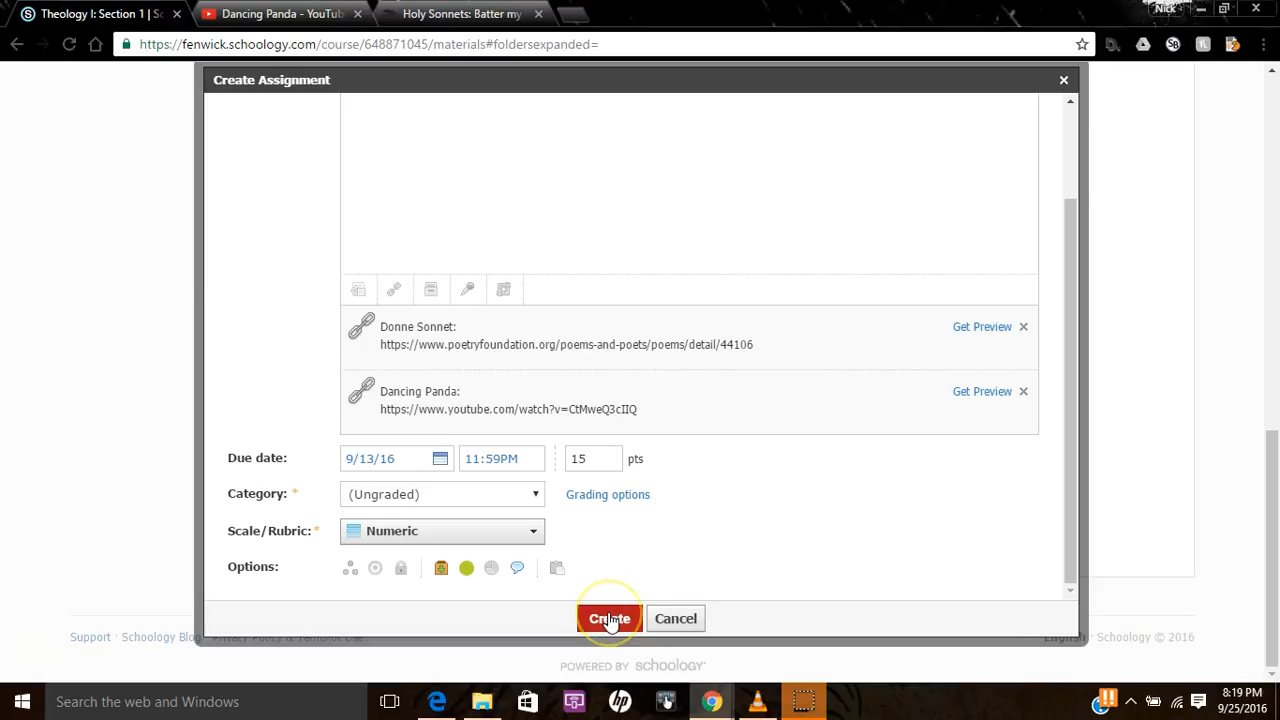 Theology I: Section 1 | Sc
Dancing Panda - YouTub
Holy Sonnets: Batter my
Nick
https://fenwick.schoology.com/course/648871045/materials#foldersexpanded=
Create Assignment
Donne Sonnet:
https://www.poetryfoundation.org/poems-and-poets/poems/detail/44106
Get Preview
Dancing Panda:
https://www.youtube.com/watch?v=CtMweQ3cIIQ
Get Preview
Due date:
9/13/16
11:59PM
15
pts
Category: *
(Ungraded)
Grading options
Scale/Rubric: *
Numeric
Options:
Create
Cancel
Support · Schoology Blog · Privacy Policy &
English · Schoology © 2016
POWERED BY schoology
Search the web and Windows
8:19 PM
9/25/2016